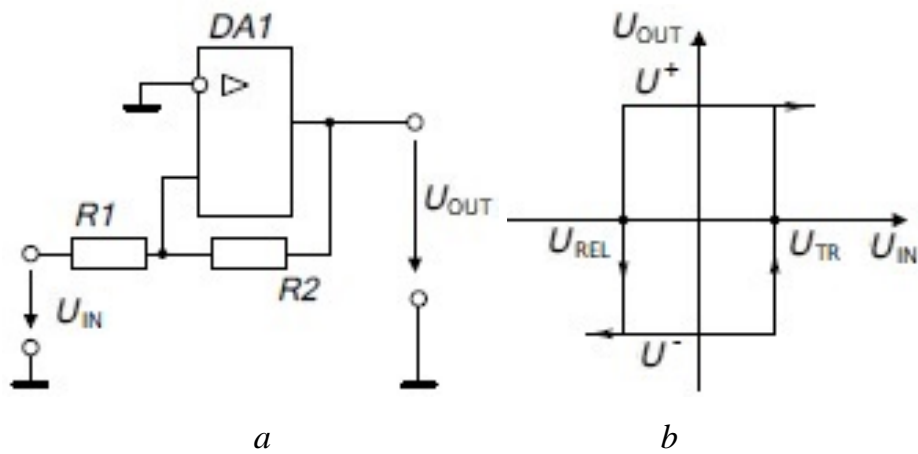 DA1
R1
R2
U_IN
U_OUT
a
U_OUT
U⁺
U_REL
U_TR
U_IN
U⁻
b